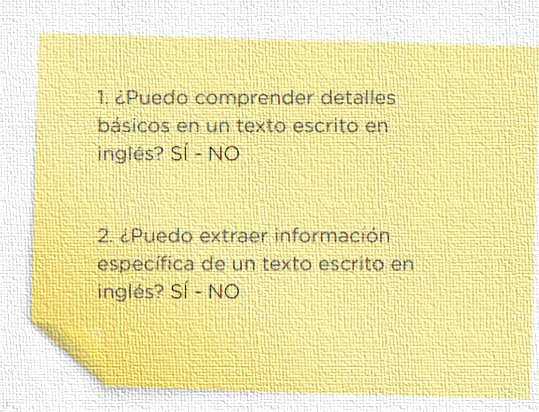 1. ¿Puedo comprender detalles
básicos en un texto escrito en
inglés? SÍ - NO
2. ¿Puedo extraer información
específica de un texto escrito en
inglés? SÍ - NO